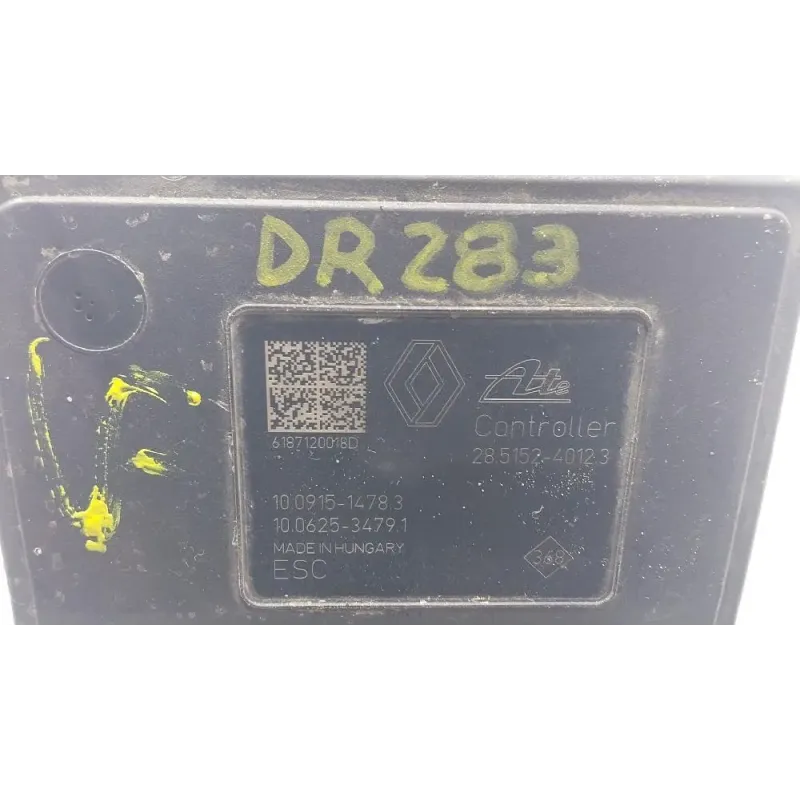 DR283
6187120018D
Ate
Controller
28.5152-4012.3
10.0915-1478.3
10.0625-3479.1
MADE IN HUNGARY
ESC
368